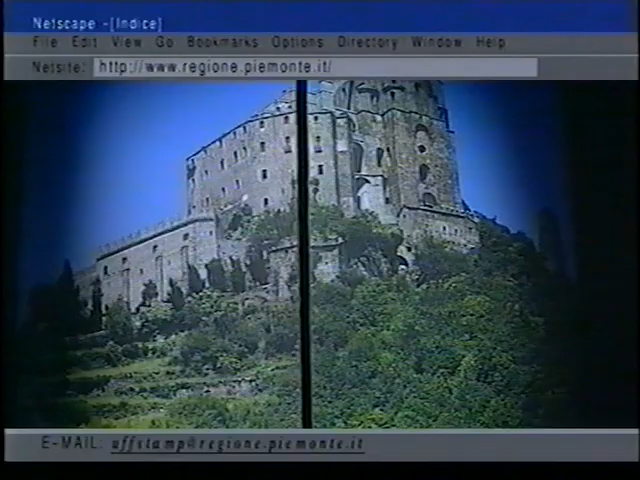 Netscape -[Indice]
File Edit View Go Bookmarks Options Directory Window Help
Netsite: http://www.regione.piemonte.it/
E-MAIL: uffstamp@regione.piemonte.it